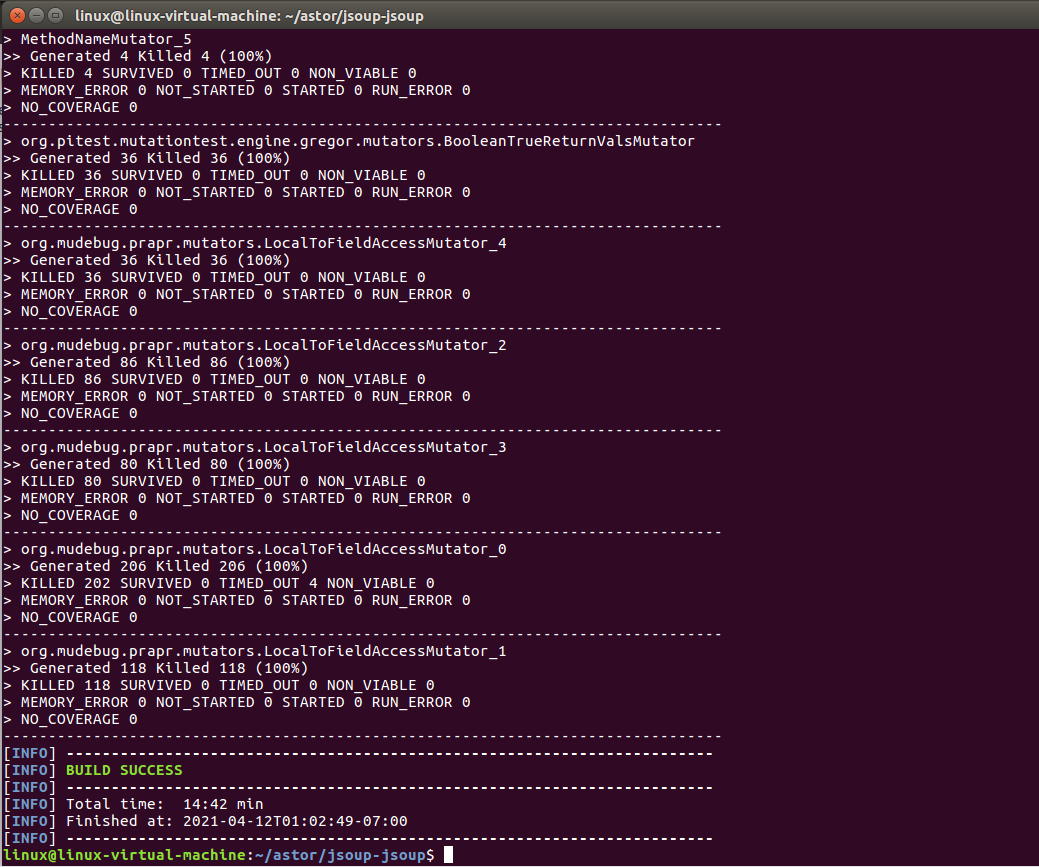 linux@linux-virtual-machine: ~/astor/jsoup-jsoup
> MethodNameMutator_5
>> Generated 4 Killed 4 (100%)
> KILLED 4 SURVIVED 0 TIMED_OUT 0 NON_VIABLE 0
> MEMORY_ERROR 0 NOT_STARTED 0 STARTED 0 RUN_ERROR 0
> NO_COVERAGE 0
--------------------------------------------------------------------------------
> org.pitest.mutationtest.engine.gregor.mutators.BooleanTrueReturnValsMutator
>> Generated 36 Killed 36 (100%)
> KILLED 36 SURVIVED 0 TIMED_OUT 0 NON_VIABLE 0
> MEMORY_ERROR 0 NOT_STARTED 0 STARTED 0 RUN_ERROR 0
> NO_COVERAGE 0
--------------------------------------------------------------------------------
> org.mudebug.prapr.mutators.LocalToFieldAccessMutator_4
>> Generated 36 Killed 36 (100%)
> KILLED 36 SURVIVED 0 TIMED_OUT 0 NON_VIABLE 0
> MEMORY_ERROR 0 NOT_STARTED 0 STARTED 0 RUN_ERROR 0
> NO_COVERAGE 0
--------------------------------------------------------------------------------
> org.mudebug.prapr.mutators.LocalToFieldAccessMutator_2
>> Generated 86 Killed 86 (100%)
> KILLED 86 SURVIVED 0 TIMED_OUT 0 NON_VIABLE 0
> MEMORY_ERROR 0 NOT_STARTED 0 STARTED 0 RUN_ERROR 0
> NO_COVERAGE 0
--------------------------------------------------------------------------------
> org.mudebug.prapr.mutators.LocalToFieldAccessMutator_3
>> Generated 80 Killed 80 (100%)
> KILLED 80 SURVIVED 0 TIMED_OUT 0 NON_VIABLE 0
> MEMORY_ERROR 0 NOT_STARTED 0 STARTED 0 RUN_ERROR 0
> NO_COVERAGE 0
--------------------------------------------------------------------------------
> org.mudebug.prapr.mutators.LocalToFieldAccessMutator_0
>> Generated 206 Killed 206 (100%)
> KILLED 202 SURVIVED 0 TIMED_OUT 4 NON_VIABLE 0
> MEMORY_ERROR 0 NOT_STARTED 0 STARTED 0 RUN_ERROR 0
> NO_COVERAGE 0
--------------------------------------------------------------------------------
> org.mudebug.prapr.mutators.LocalToFieldAccessMutator_1
>> Generated 118 Killed 118 (100%)
> KILLED 118 SURVIVED 0 TIMED_OUT 0 NON_VIABLE 0
> MEMORY_ERROR 0 NOT_STARTED 0 STARTED 0 RUN_ERROR 0
> NO_COVERAGE 0
--------------------------------------------------------------------------------
[INFO] ------------------------------------------------------------------------
[INFO] BUILD SUCCESS
[INFO] ------------------------------------------------------------------------
[INFO] Total time:  14:42 min
[INFO] Finished at: 2021-04-12T01:02:49-07:00
[INFO] ------------------------------------------------------------------------
linux@linux-virtual-machine:~/astor/jsoup-jsoup$